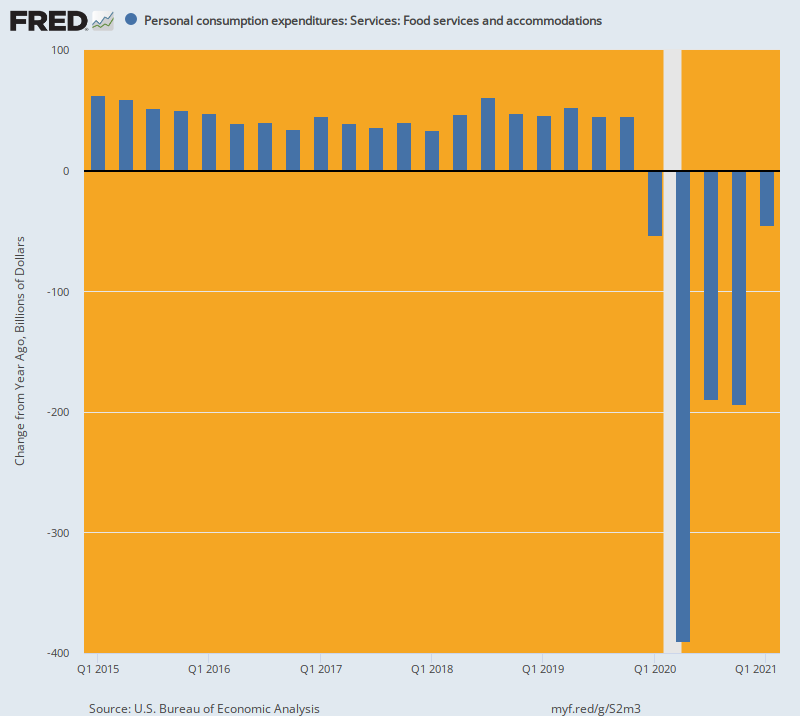 FRED
Personal consumption expenditures: Services: Food services and accommodations
100
0
-100
-200
-300
-400
Change from Year Ago, Billions of Dollars
Q1 2015
Q1 2016
Q1 2017
Q1 2018
Q1 2019
Q1 2020
Q1 2021
Source: U.S. Bureau of Economic Analysis
myf.red/g/S2m3